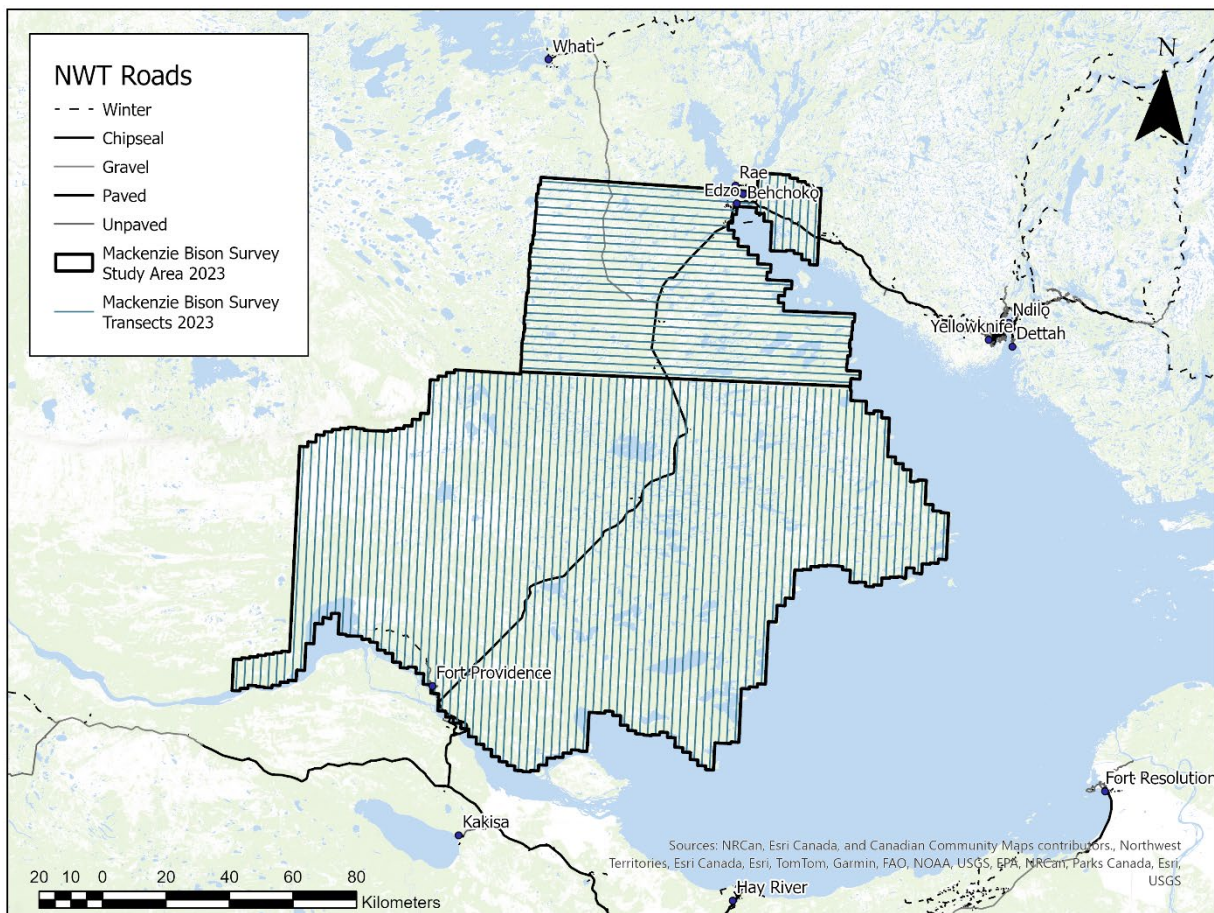 NWT Roads
Winter
Chipseal
Gravel
Paved
Unpaved
Mackenzie Bison Survey
Study Area 2023
Mackenzie Bison Survey
Transects 2023
Whatì
N
Rae
Edzo
Behchokǫ̀
Ndilǫ
Yellowknife
Dettah
Fort Providence
Fort Resolution
Kakisa
Hay River
Sources: NRCan, Esri Canada, and Canadian Community Maps contributors., Northwest
Territories, Esri Canada, Esri, TomTom, Garmin, FAO, NOAA, USGS, EPA, NRCan, Parks Canada, Esri,
USGS
20 10 0 20 40 60 80
Kilometers